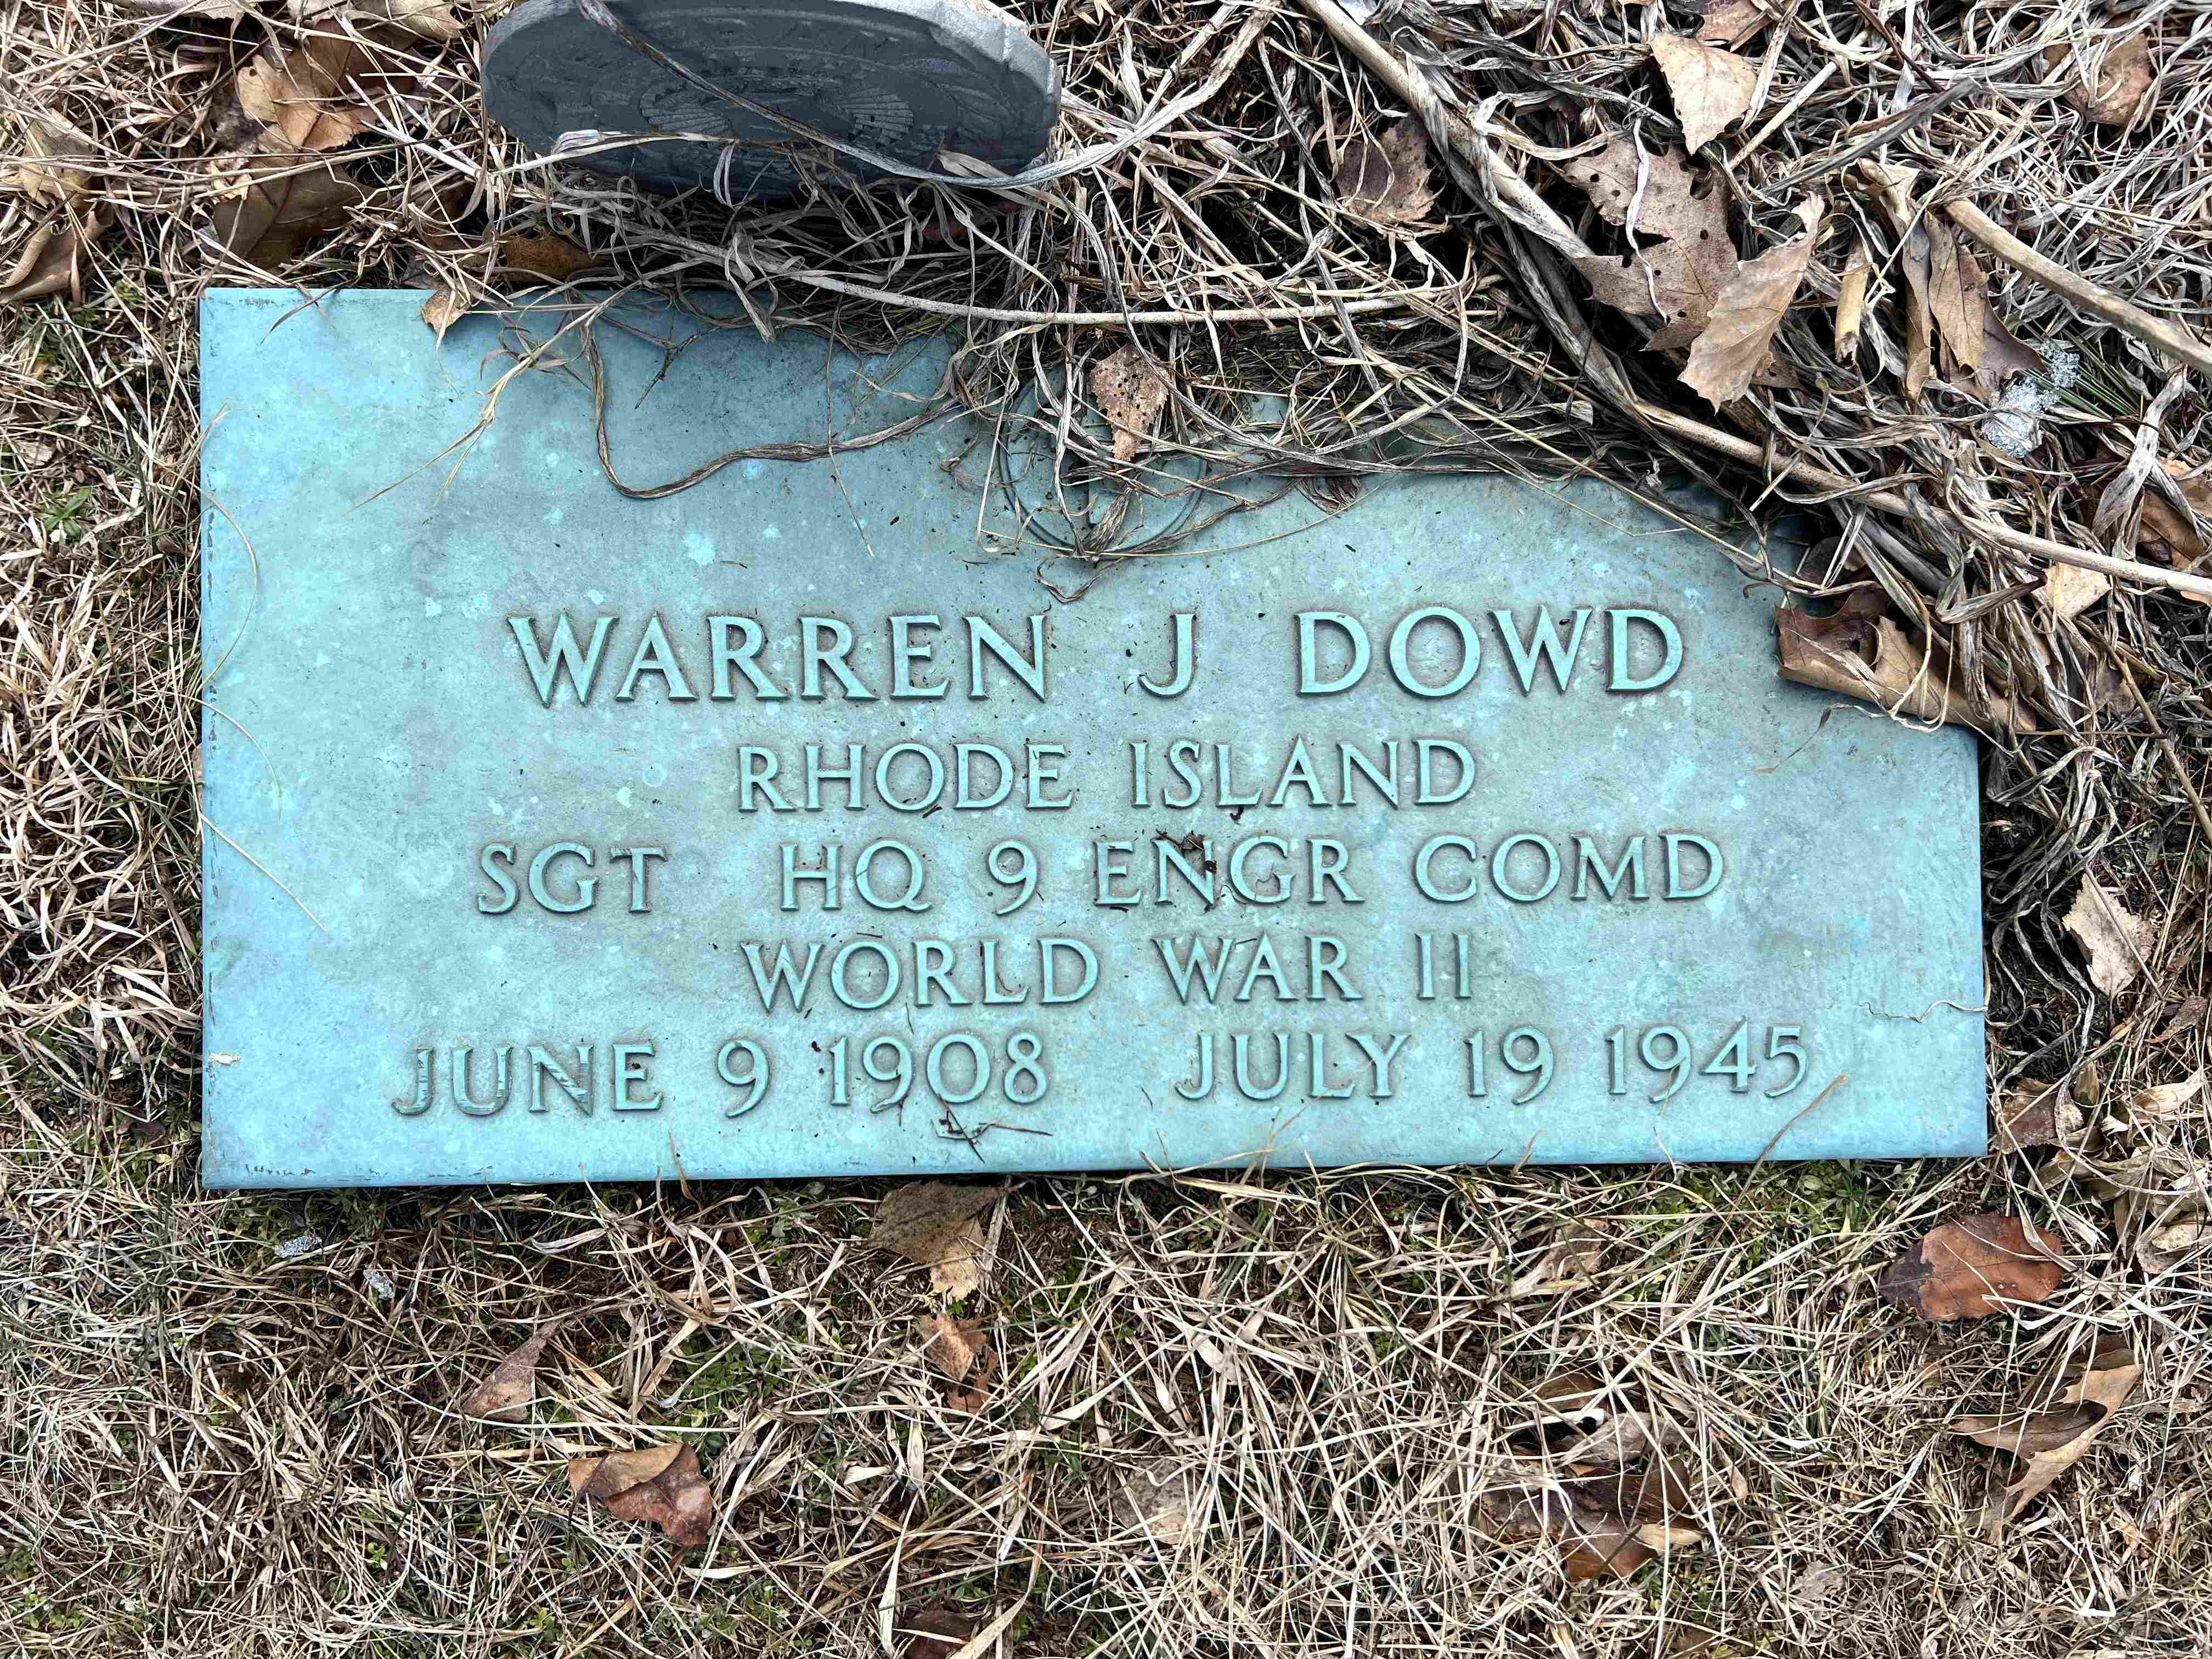 WARREN J DOWD
RHODE ISLAND
SGT HQ 9 ENGR COMD
WORLD WAR II
JUNE 9 1908 JULY 19 1945